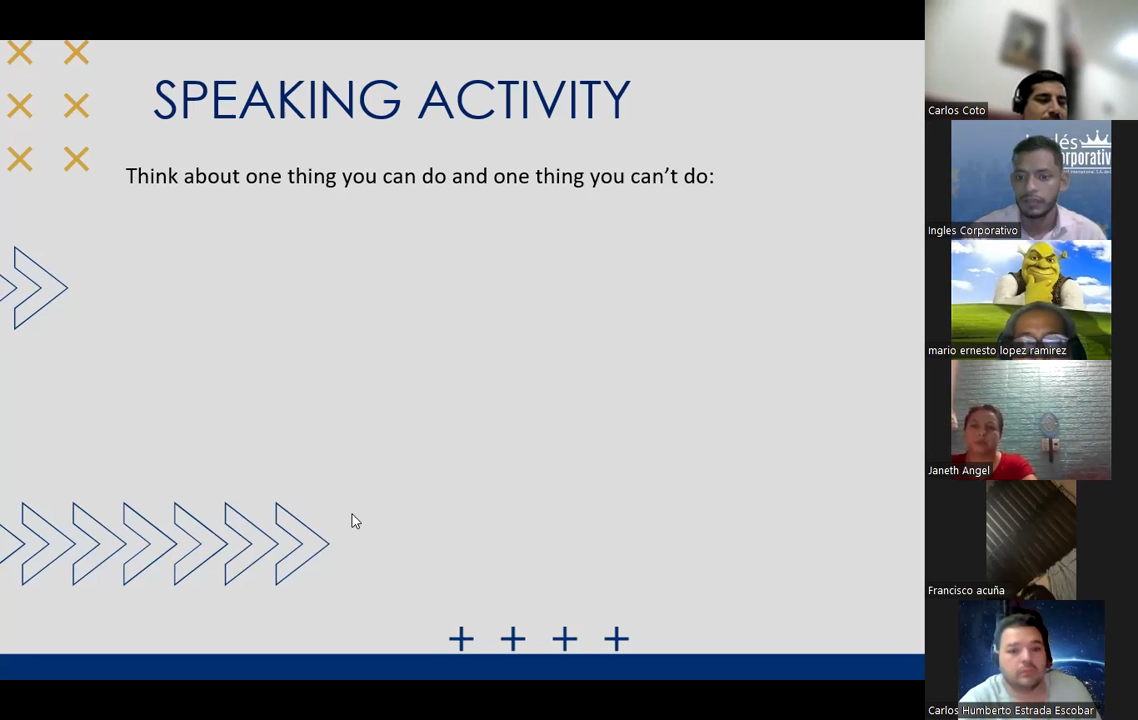 SPEAKING ACTIVITY
Think about one thing you can do and one thing you can't do:
Carlos Coto
Ingles Corporativo
mario ernesto lopez ramirez
Janeth Angel
Francisco acuña
Carlos Humberto Estrada Escobar